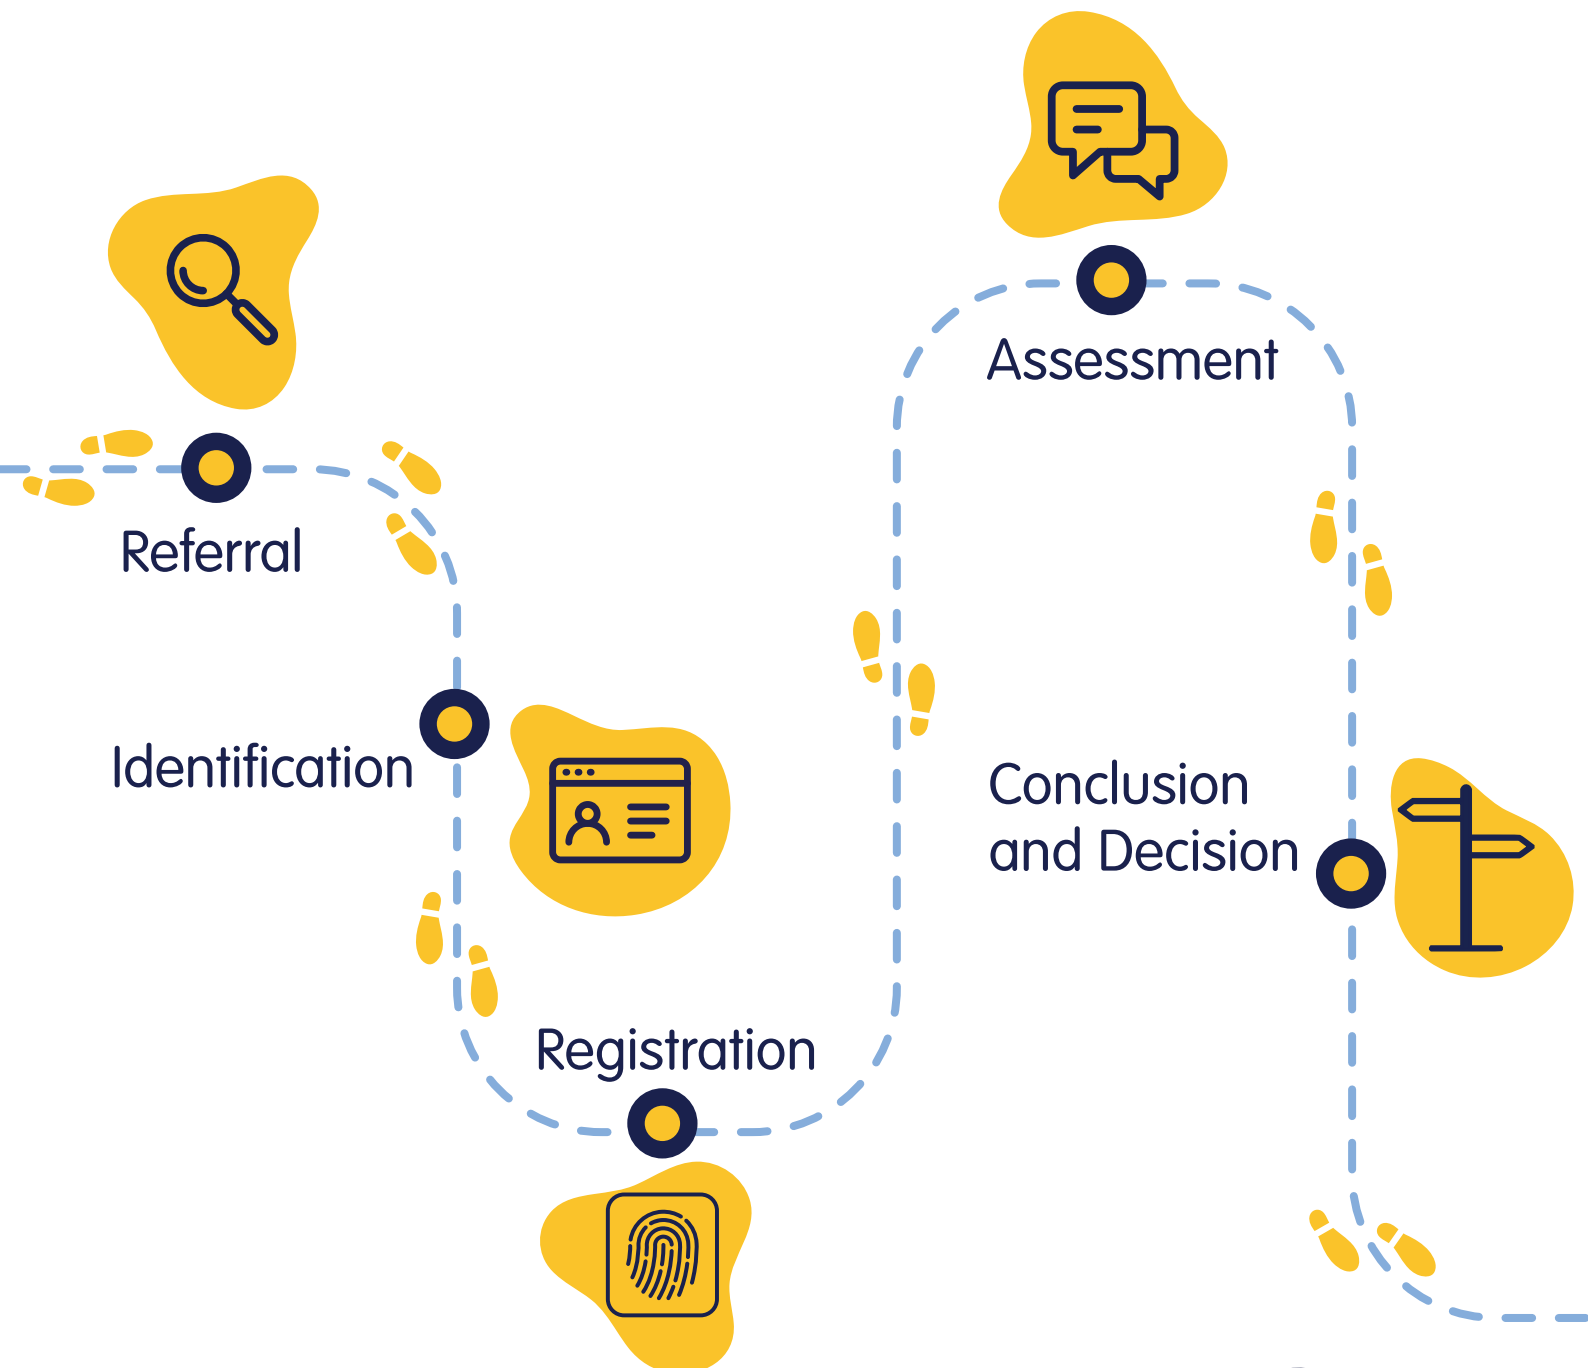 Referral
Identification
Registration
Assessment
Conclusion
and Decision